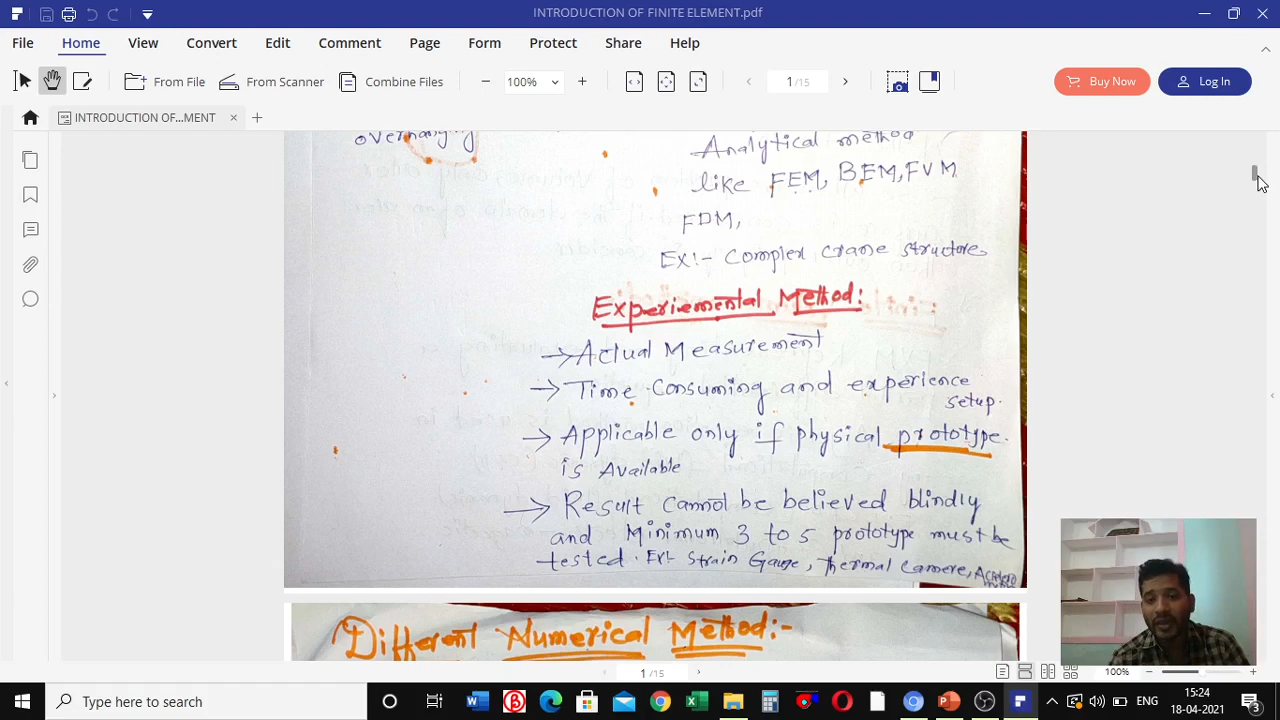 INTRODUCTION OF FINITE ELEMENT.pdf
File Home View Convert Edit Comment Page Form Protect Share Help
From File From Scanner Combine Files 100% 1/15 Buy Now Log In
INTRODUCTION OF...MENT
overhanging
Analytical method
like FEM, BEM, FVM
FDM,
Ex:- Complex crane structure
Experiemental Method:
→ Actual Measurement
→ Time Consuming and experience
setup.
→ Applicable only if physical prototype.
is Available
→ Result Cannot be believed blindly
and Minimum 3 to 5 prototype must be
tested. Ex:- Strain Gauge, Thermal Camere,
Different Numerical Method:-
1/15 100%
Type here to search ENG 15:24
18-04-2021 3